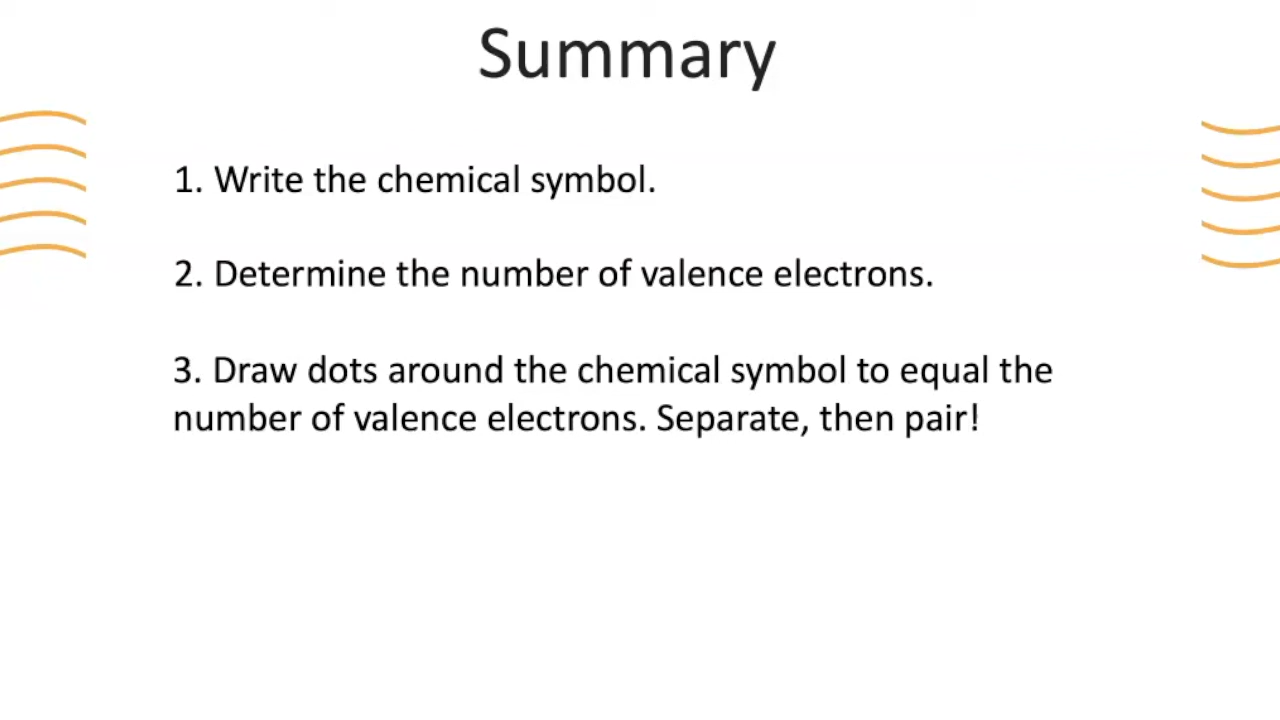 Summary
1. Write the chemical symbol.
2. Determine the number of valence electrons.
3. Draw dots around the chemical symbol to equal the
number of valence electrons. Separate, then pair!